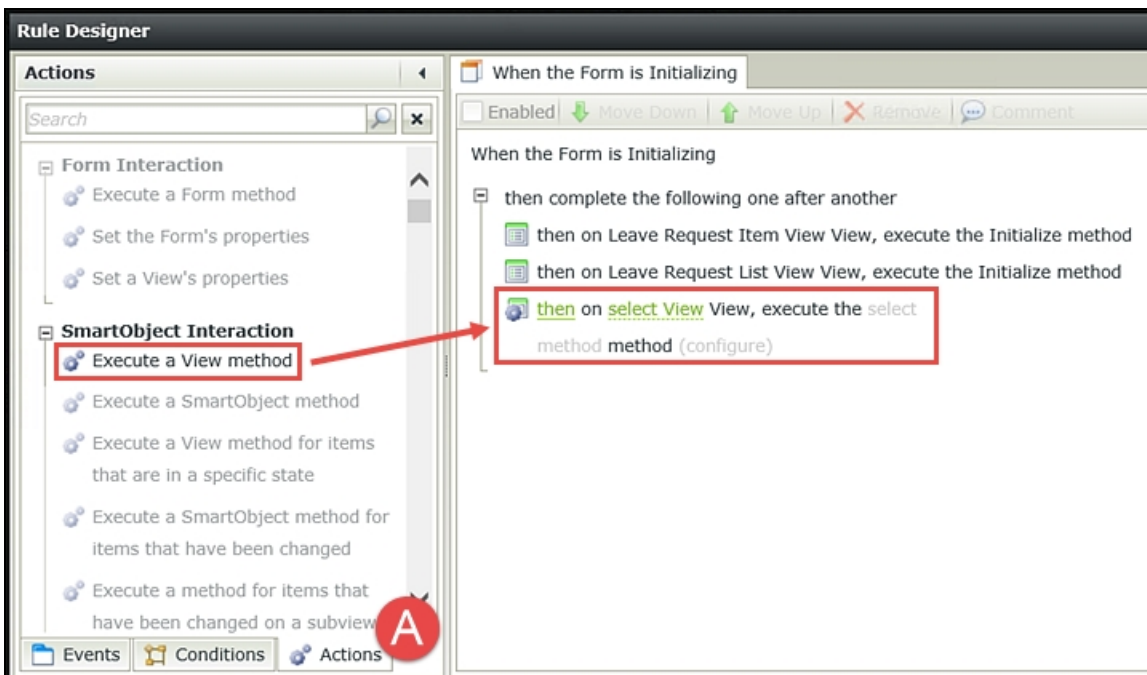 Rule Designer
Actions
Search
Form Interaction
Execute a Form method
Set the Form's properties
Set a View's properties
SmartObject Interaction
Execute a View method
Execute a SmartObject method
Execute a View method for items
that are in a specific state
Execute a SmartObject method for
items that have been changed
Execute a method for items that
have been changed on a subview
A
Events
Conditions
Actions
When the Form is Initializing
Enabled
Move Down
Move Up
Remove
Comment
When the Form is Initializing
then complete the following one after another
then on Leave Request Item View View, execute the Initialize method
then on Leave Request List View View, execute the Initialize method
then on select View View, execute the select
method method (configure)